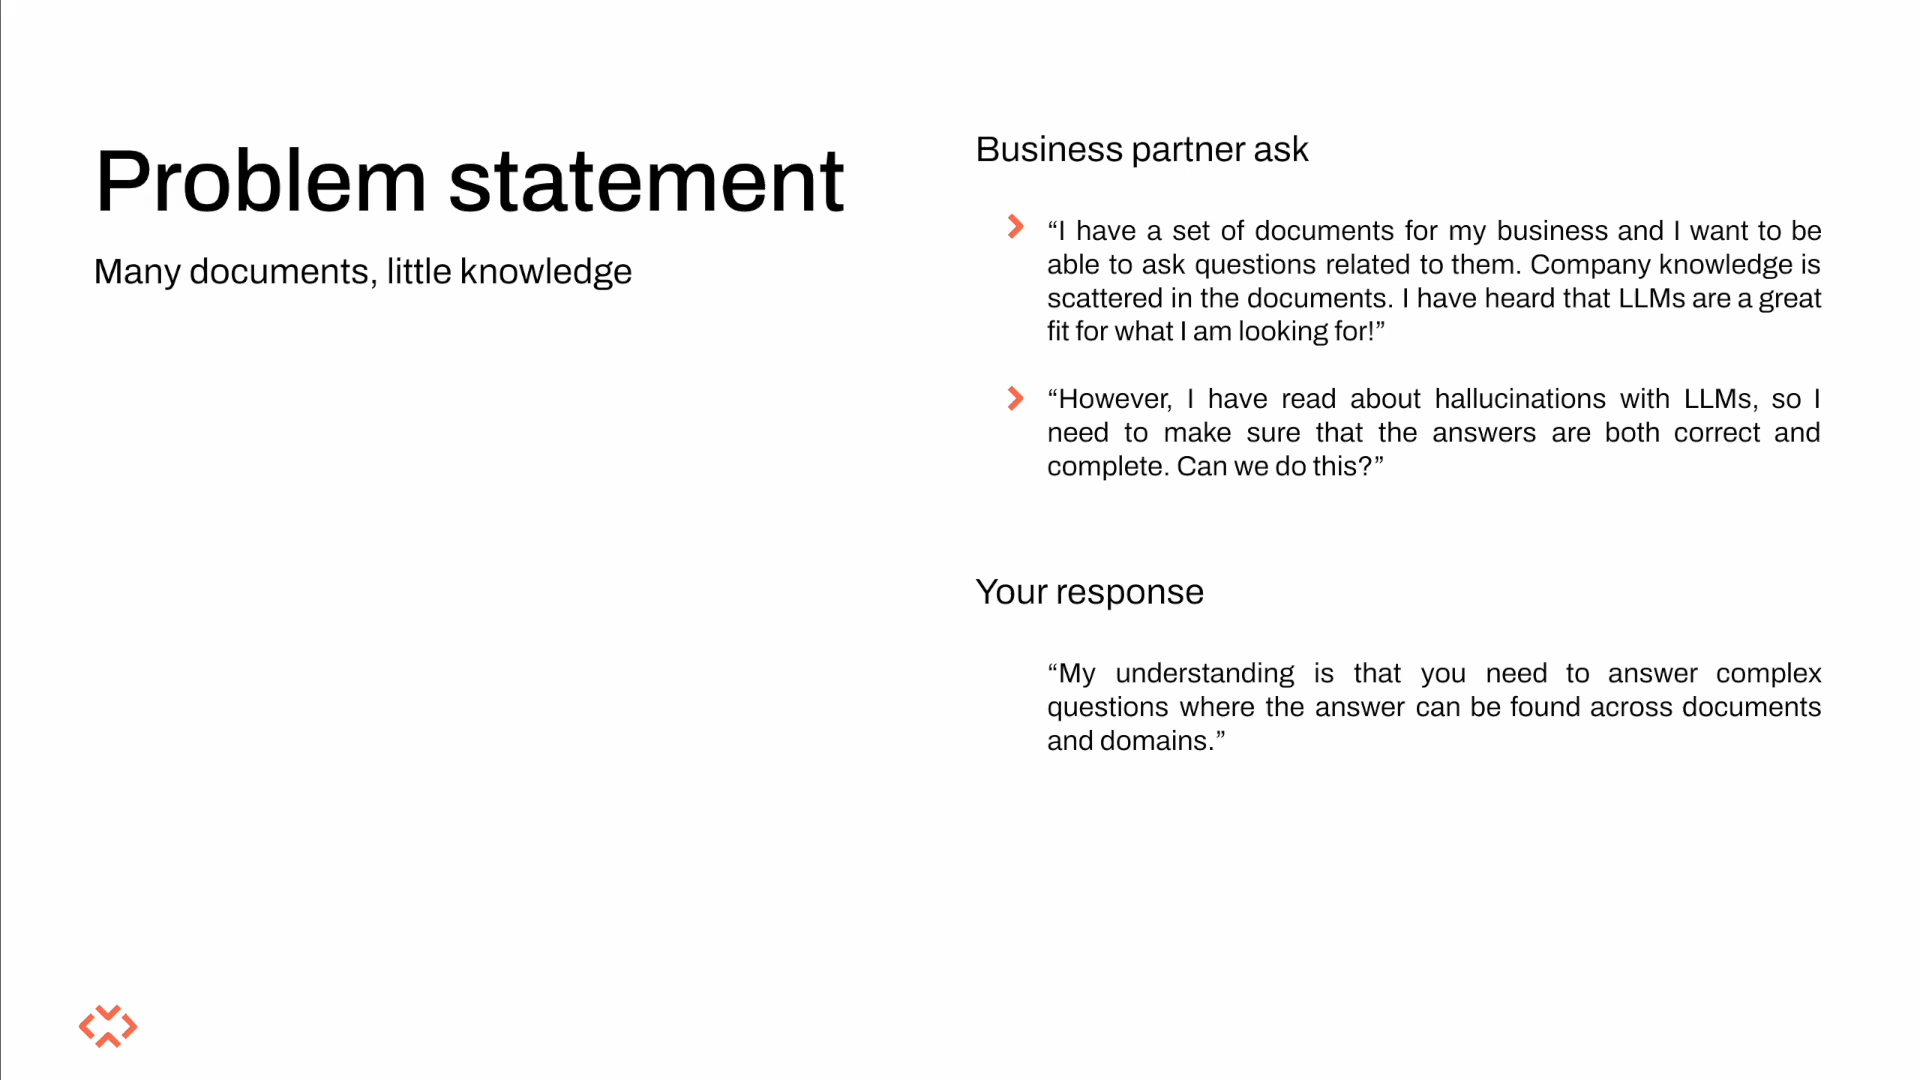 Problem statement
Many documents, little knowledge
Business partner ask
“I have a set of documents for my business and I want to be
able to ask questions related to them. Company knowledge is
scattered in the documents. I have heard that LLMs are a great
fit for what I am looking for!”
“However, I have read about hallucinations with LLMs, so I
need to make sure that the answers are both correct and
complete. Can we do this?”
Your response
“My understanding is that you need to answer complex
questions where the answer can be found across documents
and domains.”